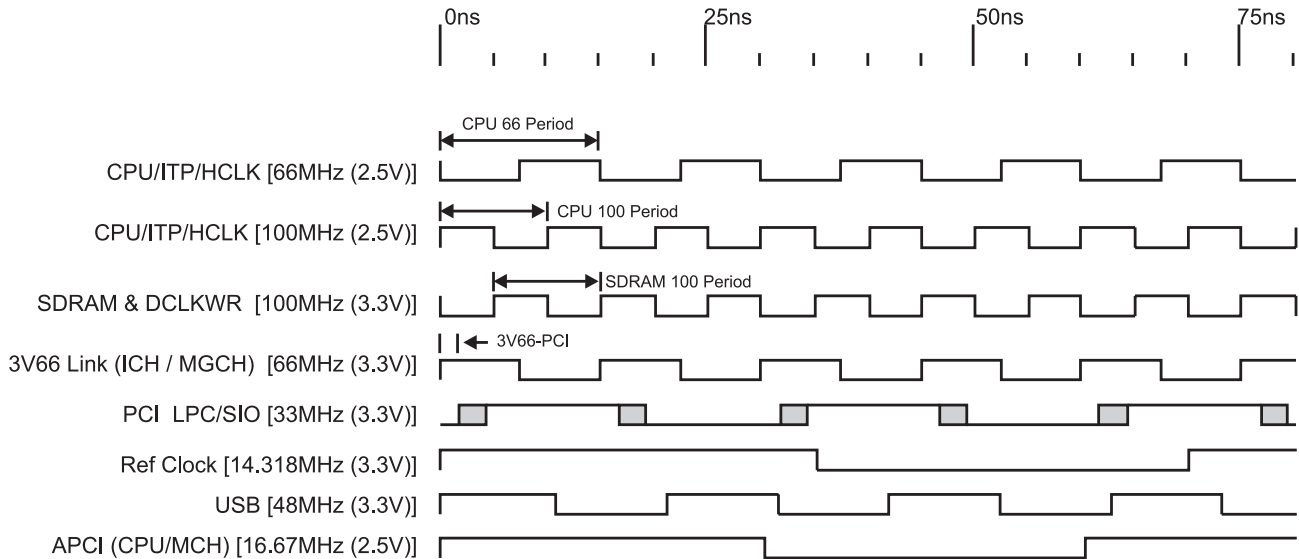 0ns 25ns 50ns 75ns
CPU 66 Period
CPU/ITP/HCLK [66MHz (2.5V)]
CPU 100 Period
CPU/ITP/HCLK [100MHz (2.5V)]
SDRAM 100 Period
SDRAM & DCLKWR [100MHz (3.3V)]
3V66-PCI
3V66 Link (ICH / MGCH) [66MHz (3.3V)]
PCI LPC/SIO [33MHz (3.3V)]
Ref Clock [14.318MHz (3.3V)]
USB [48MHz (3.3V)]
APCI (CPU/MCH) [16.67MHz (2.5V)]